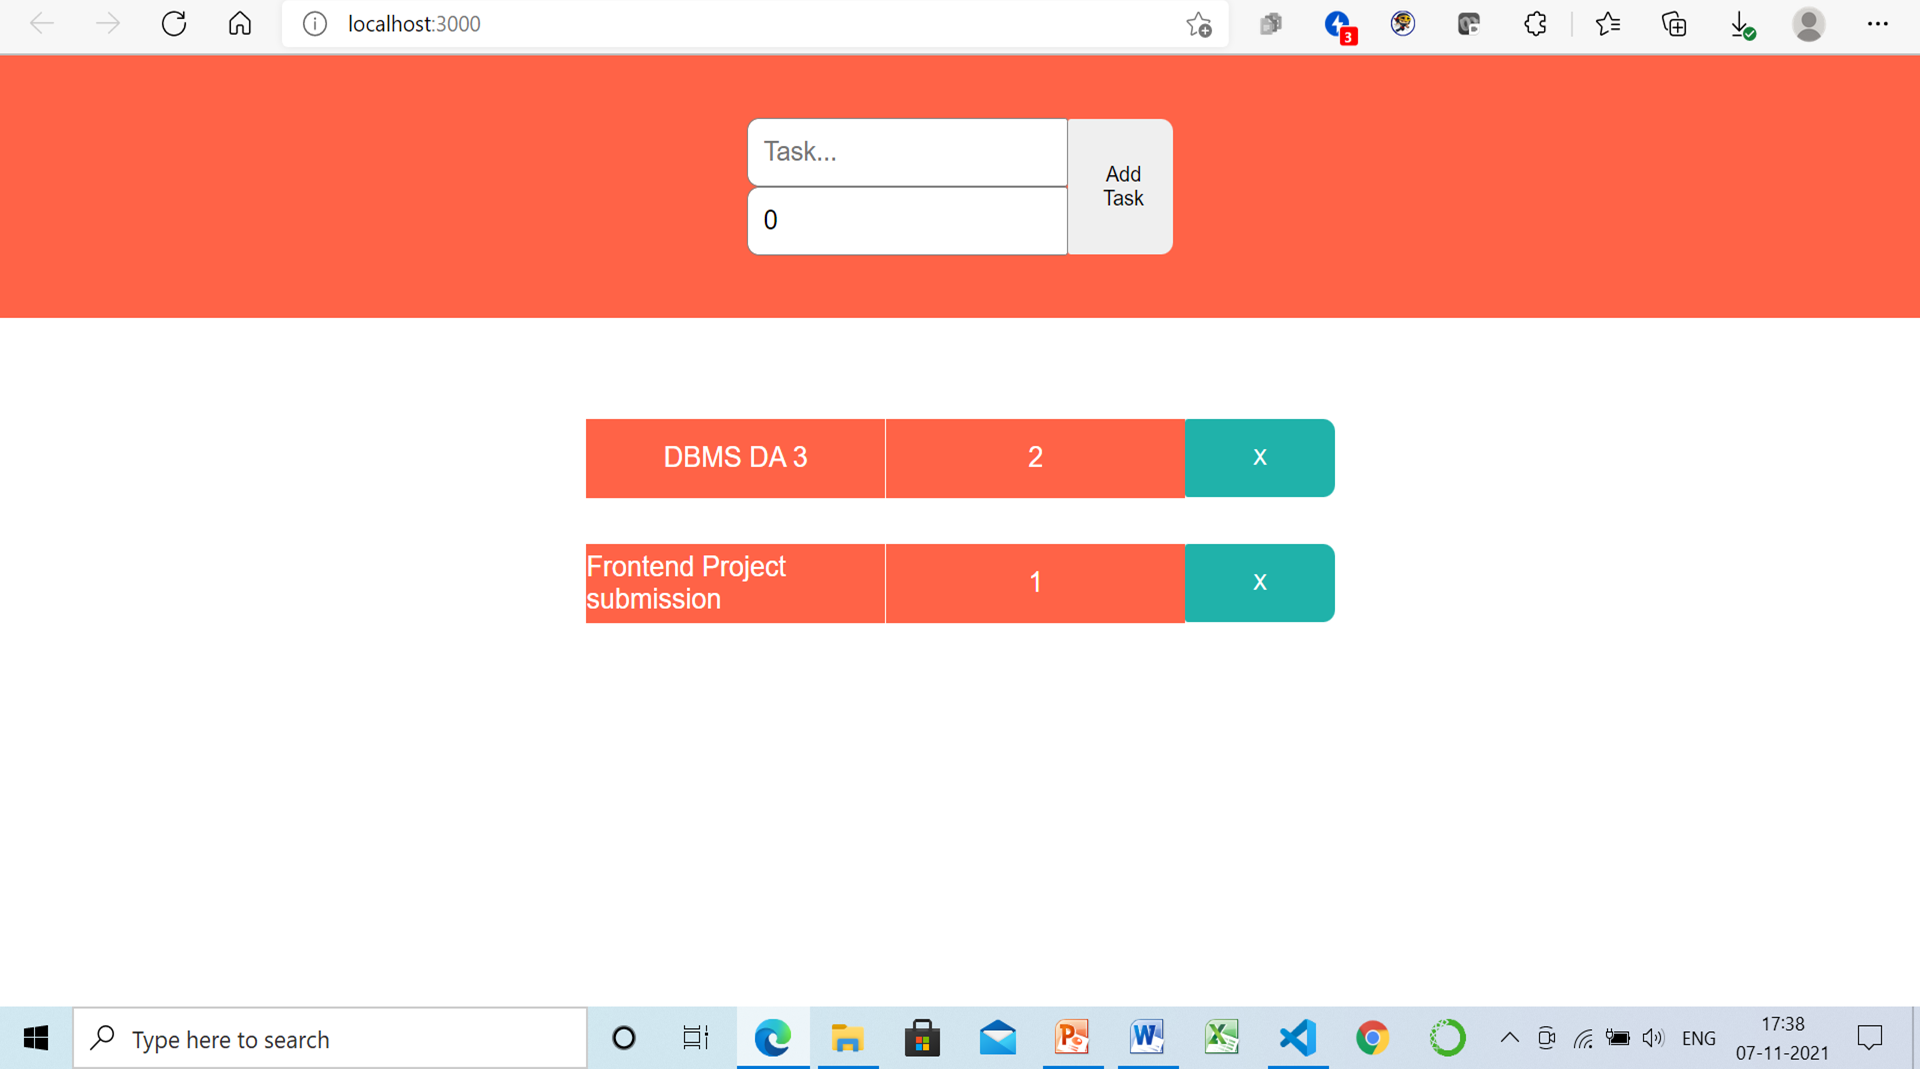 localhost:3000
3
Task...
0
Add
Task
DBMS DA 3
2
X
Frontend Project
submission
1
X
Type here to search
ENG
17:38
07-11-2021